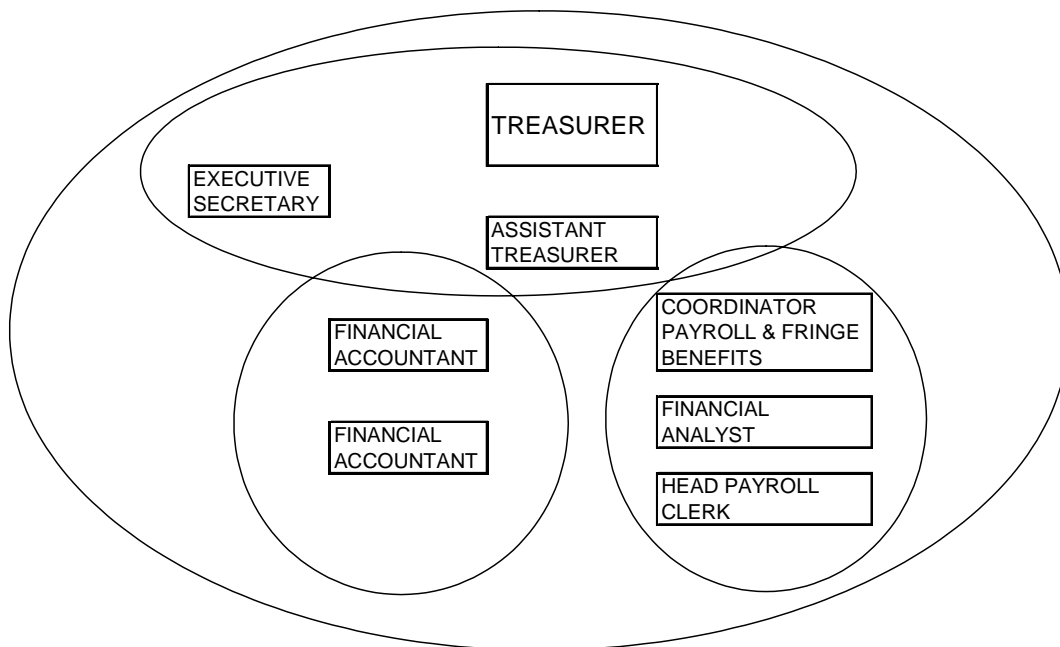 TREASURER
EXECUTIVE
SECRETARY
ASSISTANT
TREASURER
FINANCIAL
ACCOUNTANT
FINANCIAL
ACCOUNTANT
COORDINATOR
PAYROLL & FRINGE
BENEFITS
FINANCIAL
ANALYST
HEAD PAYROLL
CLERK